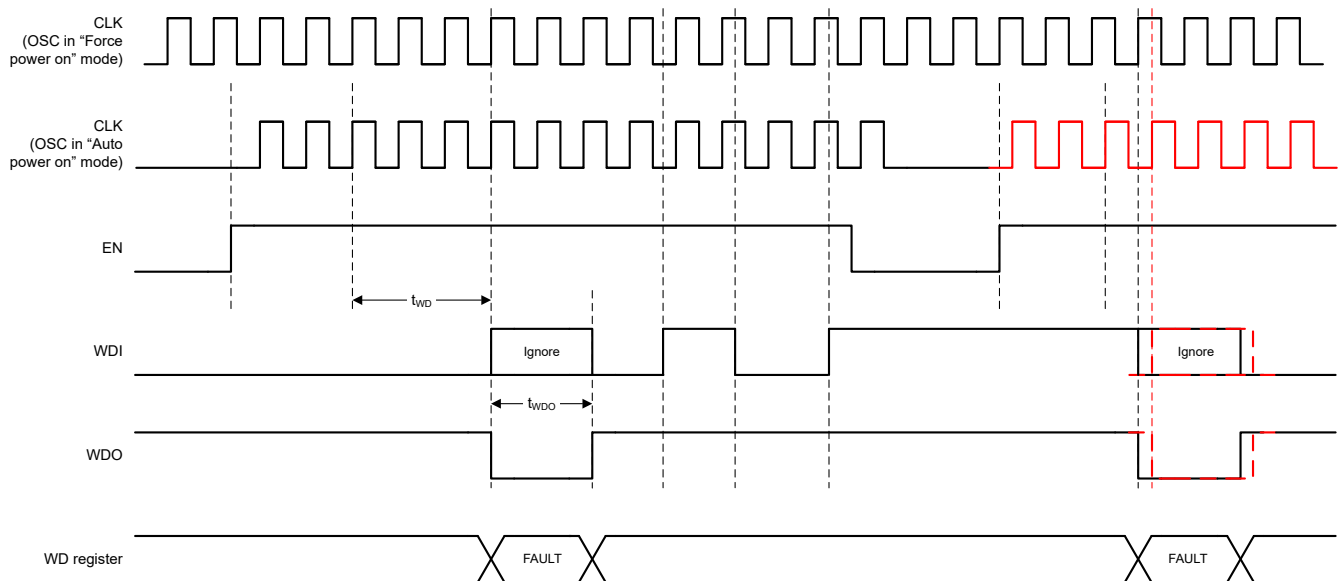 CLK
(OSC in “Force
power on” mode)
CLK
(OSC in “Auto
power on” mode)
EN
tWD
WDI
Ignore
Ignore
tWDO
WDO
WD register
FAULT
FAULT